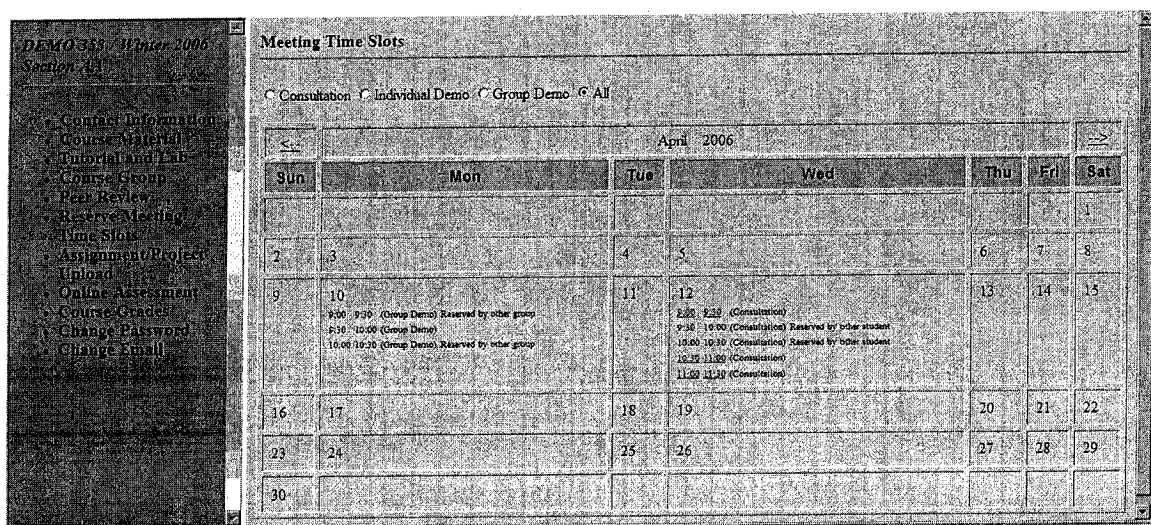 DEMO 353 / Winter 2006
Section AA
Contact Information
Course Material
Tutorial and Lab
Course Group
Peer Review
Reserve Meeting
Time Slots
Assignment/Project
Upload
Online Assessment
Course Grades
Change Password
Change Email
Meeting Time Slots
Consultation Individual Demo Group Demo All
<-- April 2006 -->
Sun Mon Tue Wed Thu Fri Sat
1
2 3 4 5 6 7 8
9 10 11 12 13 14 15
9:00 9:30 (Group Demo) Reserved by other group
9:30 10:00 (Group Demo)
10:00 10:30 (Group Demo) Reserved by other group
9:00 9:30 (Consultation)
9:30 10:00 (Consultation) Reserved by other student
10:00 10:30 (Consultation) Reserved by other student
10:30 11:00 (Consultation)
11:00 11:30 (Consultation)
16 17 18 19 20 21 22
23 24 25 26 27 28 29
30